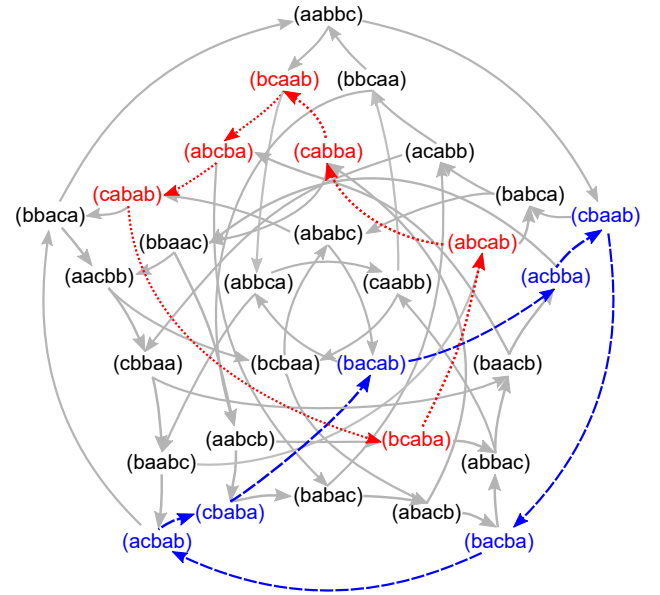 (aabbc)
(bcaab) (bbcaa)
(abcba) (cabba) (acabb)
(cabab) (babca)
(bbaca) (cbaab)
(bbaac) (ababc) (abcab)
(aacbb) (abbca) (caabb) (acbba)
(cbbaa) (bcbaa) (bacab) (baacb)
(aabcb) (bcaba)
(baabc) (abbac)
(babac)
(cbaba) (abacb)
(acbab) (bacba)